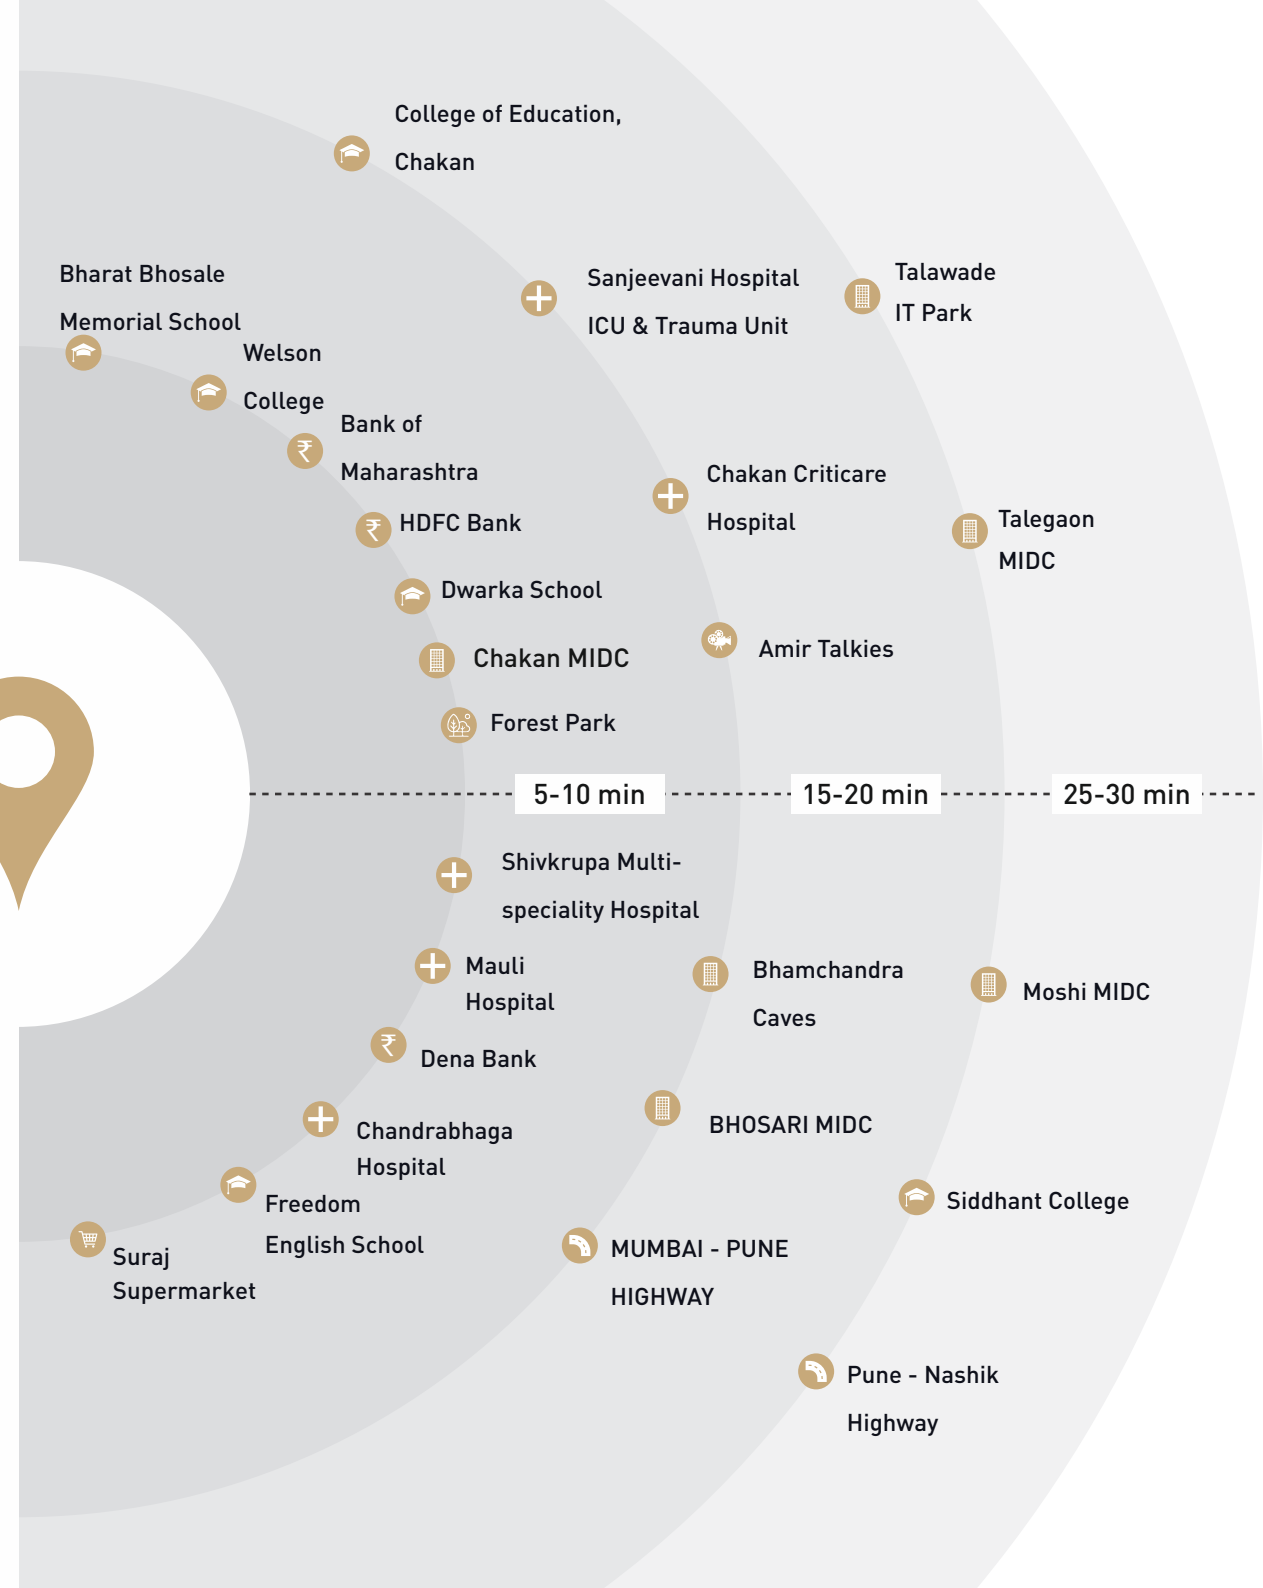 College of Education,
Chakan
Bharat Bhosale
Memorial School
Welson
College
Bank of
Maharashtra
HDFC Bank
Dwarka School
Chakan MIDC
Forest Park
Sanjeevani Hospital
ICU & Trauma Unit
Talawade
IT Park
Chakan Criticare
Hospital
Talegaon
MIDC
Amir Talkies
5-10 min
15-20 min
25-30 min
Shivkrupa Multi-
speciality Hospital
Mauli
Hospital
Dena Bank
Chandrabhaga
Hospital
Freedom
English School
Suraj
Supermarket
Bhamchandra
Caves
BHOSARI MIDC
MUMBAI - PUNE
HIGHWAY
Moshi MIDC
Siddhant College
Pune - Nashik
Highway